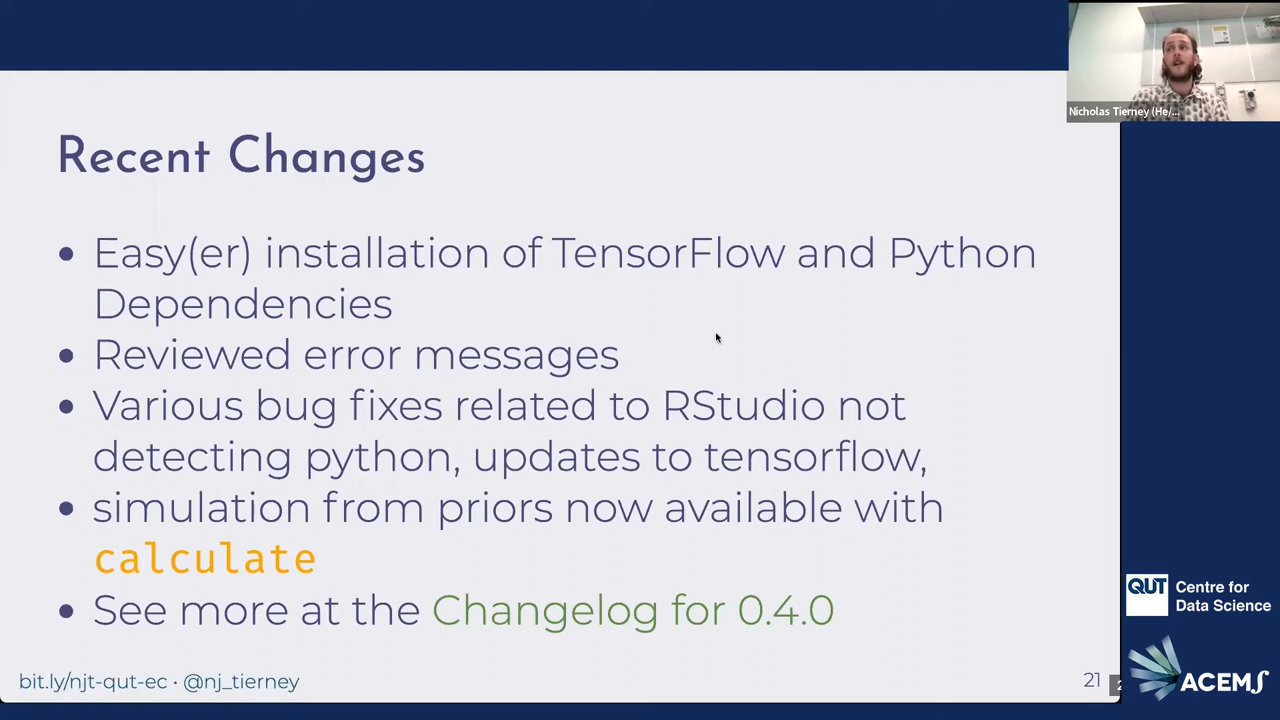 Nicholas Tierney (He/...
Recent Changes
• Easy(er) installation of TensorFlow and Python
Dependencies
• Reviewed error messages
• Various bug fixes related to RStudio not
detecting python, updates to tensorflow,
• simulation from priors now available with
calculate
• See more at the Changelog for 0.4.0
bit.ly/njt-qut-ec · @nj_tierney
21
QUT Centre for
Data Science
ACEMS